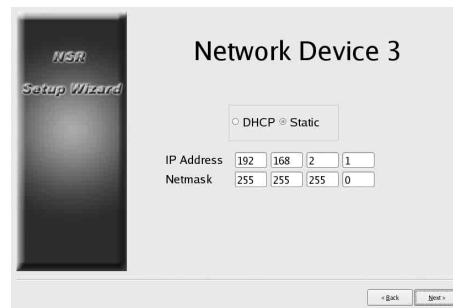 NSR
Setup Wizard
Network Device 3
DHCP Static
IP Address 192 168 2 1
Netmask 255 255 255 0
< Back Next >